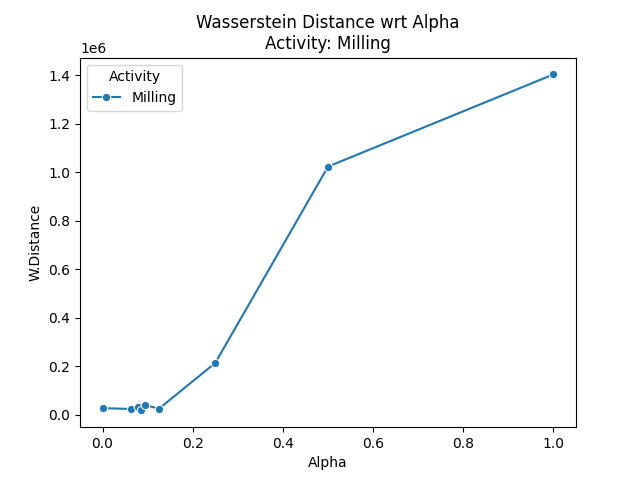 Wasserstein Distance wrt Alpha
Activity: Milling
1e6
Activity
Milling
1.4
1.2
1.0
0.8
0.6
0.4
0.2
0.0
W.Distance
0.0 0.2 0.4 0.6 0.8 1.0
Alpha